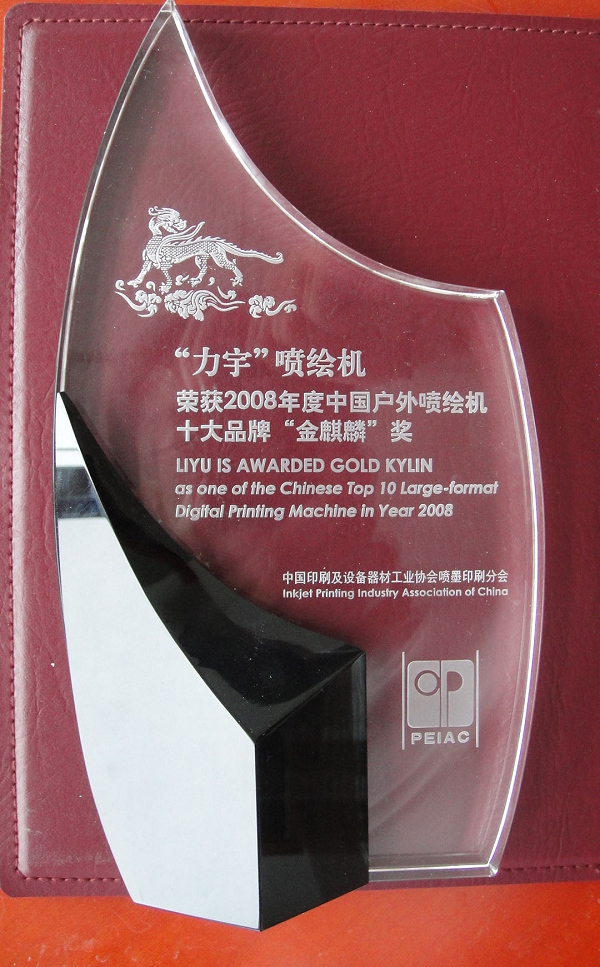 “力宇”喷绘机
荣获2008年度中国户外喷绘机
十大品牌“金麒麟”奖
LIYU IS AWARDED GOLD KYLIN
as one of the Chinese Top 10 Large-format
Digital Printing Machine in Year 2008
中国印刷及设备器材工业协会喷墨印刷分会
Inkjet Printing Industry Association of China
PEIAC